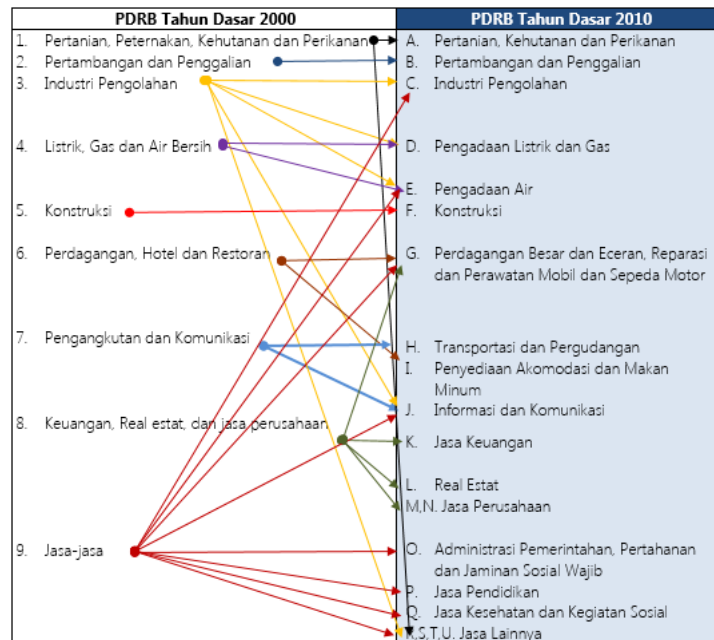 PDRB Tahun Dasar 2000
1. Pertanian, Peternakan, Kehutanan dan Perikanan
2. Pertambangan dan Penggalian
3. Industri Pengolahan
4. Listrik, Gas dan Air Bersih
5. Konstruksi
6. Perdagangan, Hotel dan Restoran
7. Pengangkutan dan Komunikasi
8. Keuangan, Real estat, dan jasa perusahaan
9. Jasa-jasa
PDRB Tahun Dasar 2010
A. Pertanian, Kehutanan dan Perikanan
B. Pertambangan dan Penggalian
C. Industri Pengolahan
D. Pengadaan Listrik dan Gas
E. Pengadaan Air
F. Konstruksi
G. Perdagangan Besar dan Eceran, Reparasi
dan Perawatan Mobil dan Sepeda Motor
H. Transportasi dan Pergudangan
I. Penyediaan Akomodasi dan Makan
Minum
J. Informasi dan Komunikasi
K. Jasa Keuangan
L. Real Estat
M,N. Jasa Perusahaan
O. Administrasi Pemerintahan, Pertahanan
dan Jaminan Sosial Wajib
P. Jasa Pendidikan
Q. Jasa Kesehatan dan Kegiatan Sosial
R,S,T,U. Jasa Lainnya